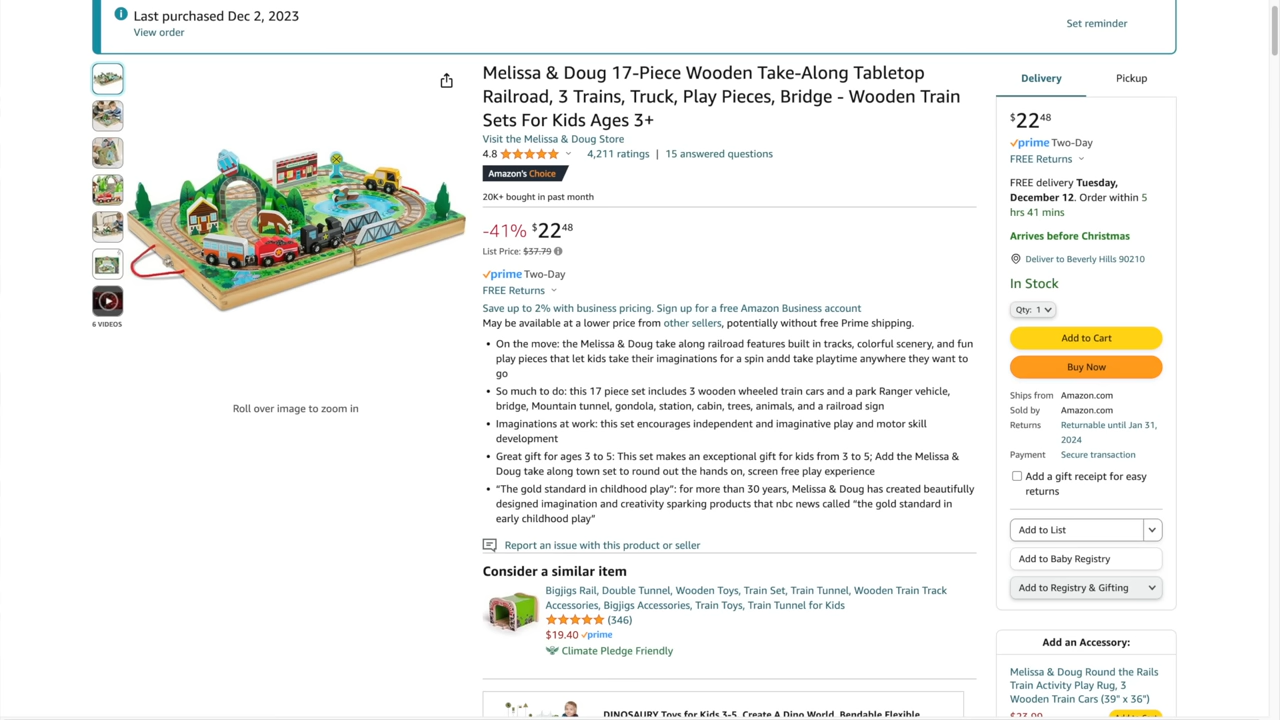 Last purchased Dec 2, 2023
View order
Set reminder
6 VIDEOS
Roll over image to zoom in
Melissa & Doug 17-Piece Wooden Take-Along Tabletop
Railroad, 3 Trains, Truck, Play Pieces, Bridge - Wooden Train
Sets For Kids Ages 3+
Visit the Melissa & Doug Store
4.8 4,211 ratings | 15 answered questions
Amazon's Choice
20K+ bought in past month
-41% $22 48
List Price: $37.79
prime Two-Day
FREE Returns
Save up to 2% with business pricing. Sign up for a free Amazon Business account
May be available at a lower price from other sellers, potentially without free Prime shipping.
• On the move: the Melissa & Doug take along railroad features built in tracks, colorful scenery, and fun
play pieces that let kids take their imaginations for a spin andd take playtime anywhere they want to
go
• So much to do: this 17 piece set includes 3 wooden wheeled train cars and a park Ranger vehicle,
bridge, Mountain tunnel, gondola, station, cabin, trees, animals, and a railroad sign
• Imaginations at work: this set encourages independent and imaginative play and motor skill
development
• Great gift for ages 3 to 5: This set makes an exceptional gift for kids from 3 to 5; Add the Melissa &
Doug take along town set to round out the hands on, screen free play experience
• “The gold standard in childhood play”: for more than 30 years, Melissa & Doug has created beautifully
designed imagination and creativity sparking products that nbc news called “the gold standard in
early childhood play”
Report an issue with this product or seller
Consider a similar item
Bigjigs Rail, Double Tunnel, Wooden Toys, Train Set, Train Tunnel, Wooden Train Track
Accessories, Bigjigs Accessories, Train Toys, Train Tunnel for Kids
(346)
$19.40 prime
Climate Pledge Friendly
DINOSAURY Toys for Kids 3-5, Create A Dino World, Bendable Flexible
Delivery Pickup
$22 48
prime Two-Day
FREE Returns
FREE delivery Tuesday,
December 12. Order within 5
hrs 41 mins
Arrives before Christmas
Deliver to Beverly Hills 90210
In Stock
Qty: 1
Add to Cart
Buy Now
Ships from Amazon.com
Sold by Amazon.com
Returns Returnable until Jan 31,
2024
Payment Secure transaction
Add a gift receipt for easy
returns
Add to List
Add to Baby Registry
Add to Registry & Gifting
Add an Accessory:
Melissa & Doug Round the Rails
Train Activity Play Rug, 3
Wooden Train Cars (39" x 36")